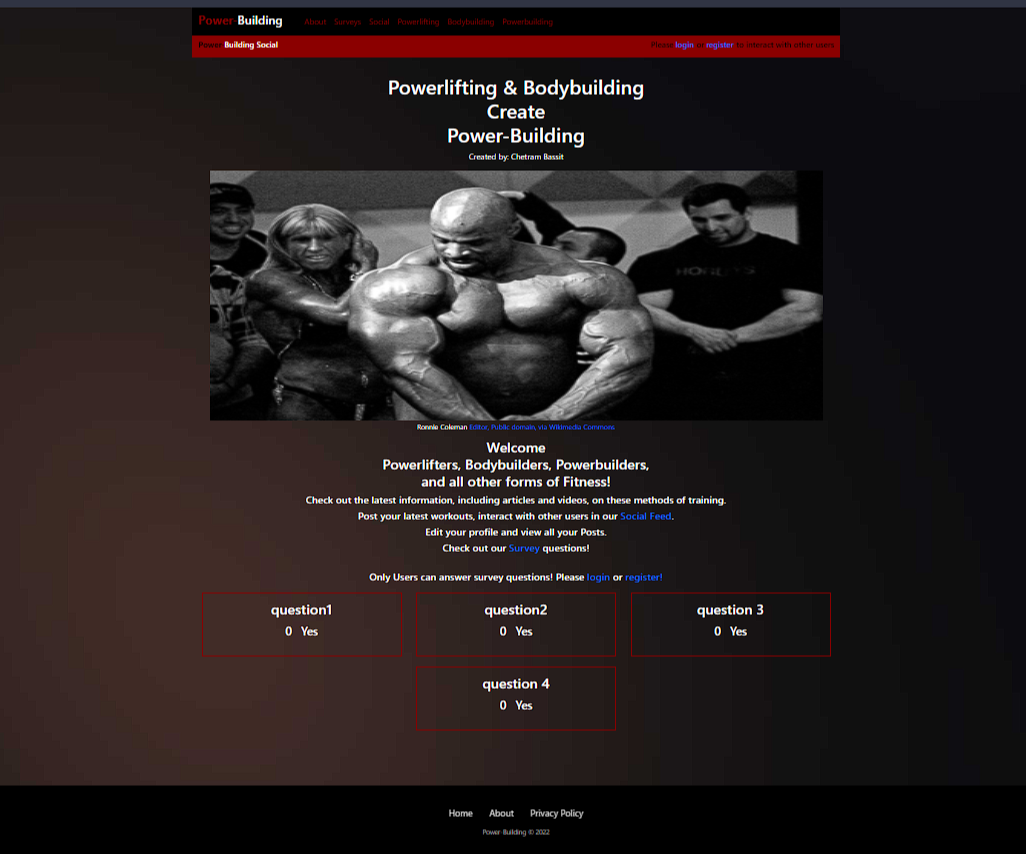 Power-Building About Surveys Social Powerlifting Bodybuilding Powerbuilding
Power-Building Social Please login or register to interact with other users
Powerlifting & Bodybuilding
Create
Power-Building
Created by: Chetram Bassit
Ronnie Coleman Editor, Public domain, via Wikimedia Commons
Welcome
Powerlifters, Bodybuilders, Powerbuilders,
and all other forms of Fitness!
Check out the latest information, including articles and videos, on these methods of training.
Post your latest workouts, interact with other users in our Social Feed.
Edit your profile and view all your Posts.
Check out our Survey questions!
Only Users can answer survey questions! Please login or register!
question1 question2 question 3
0 Yes 0 Yes 0 Yes
question 4
0 Yes
Home About Privacy Policy
Power-Building © 2022